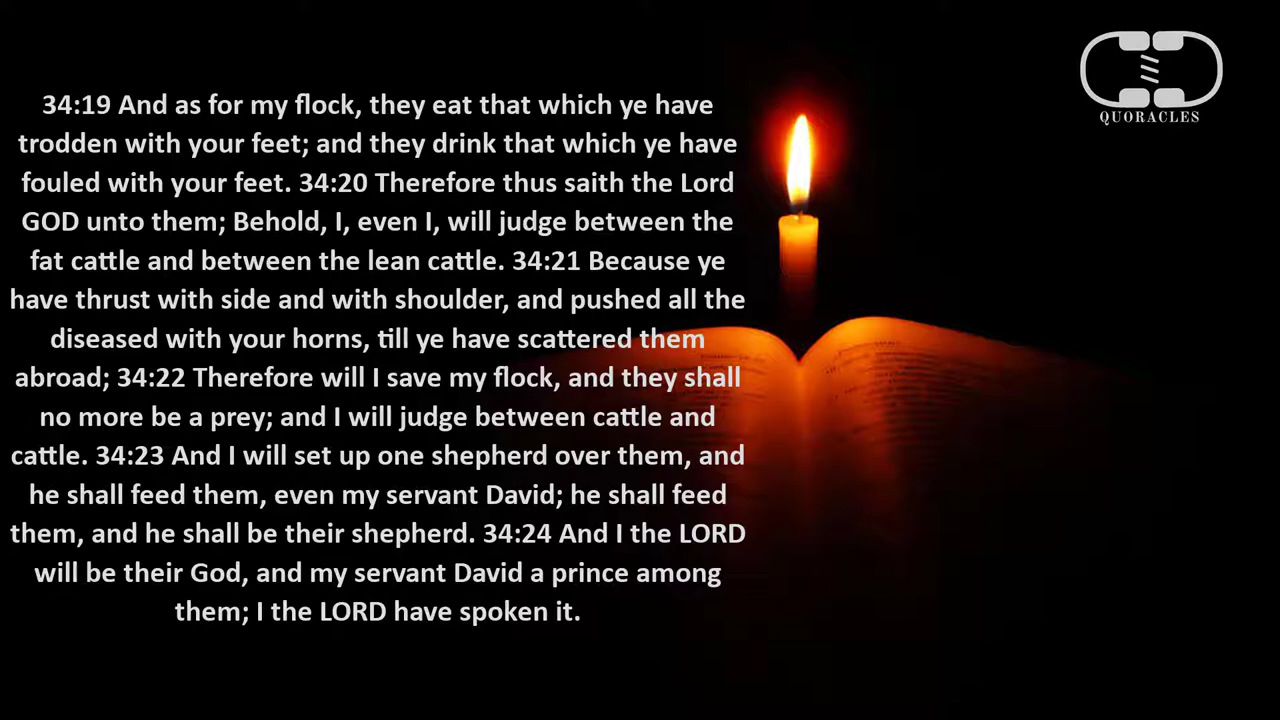 34:19 And as for my flock, they eat that which ye have
trodden with your feet; and they drink that which ye have
fouled with your feet. 34:20 Therefore thus saith the Lord
GOD unto them; Behold, I, even I, will judge between the
fat cattle and between the lean cattle. 34:21 Because ye
have thrust with side and with shoulder, and pushed all the
diseased with your horns, till ye have scattered them
abroad; 34:22 Therefore will I save my flock, and they shall
no more be a prey; and I will judge between cattle and
cattle. 34:23 And I will set up one shepherd over them, and
he shall feed them, even my servant David; he shall feed
them, and he shall be their shepherd. 34:24 And I the LORD
will be their God, and my servant David a prince among
them; I the LORD have spoken it.
QUORACLES